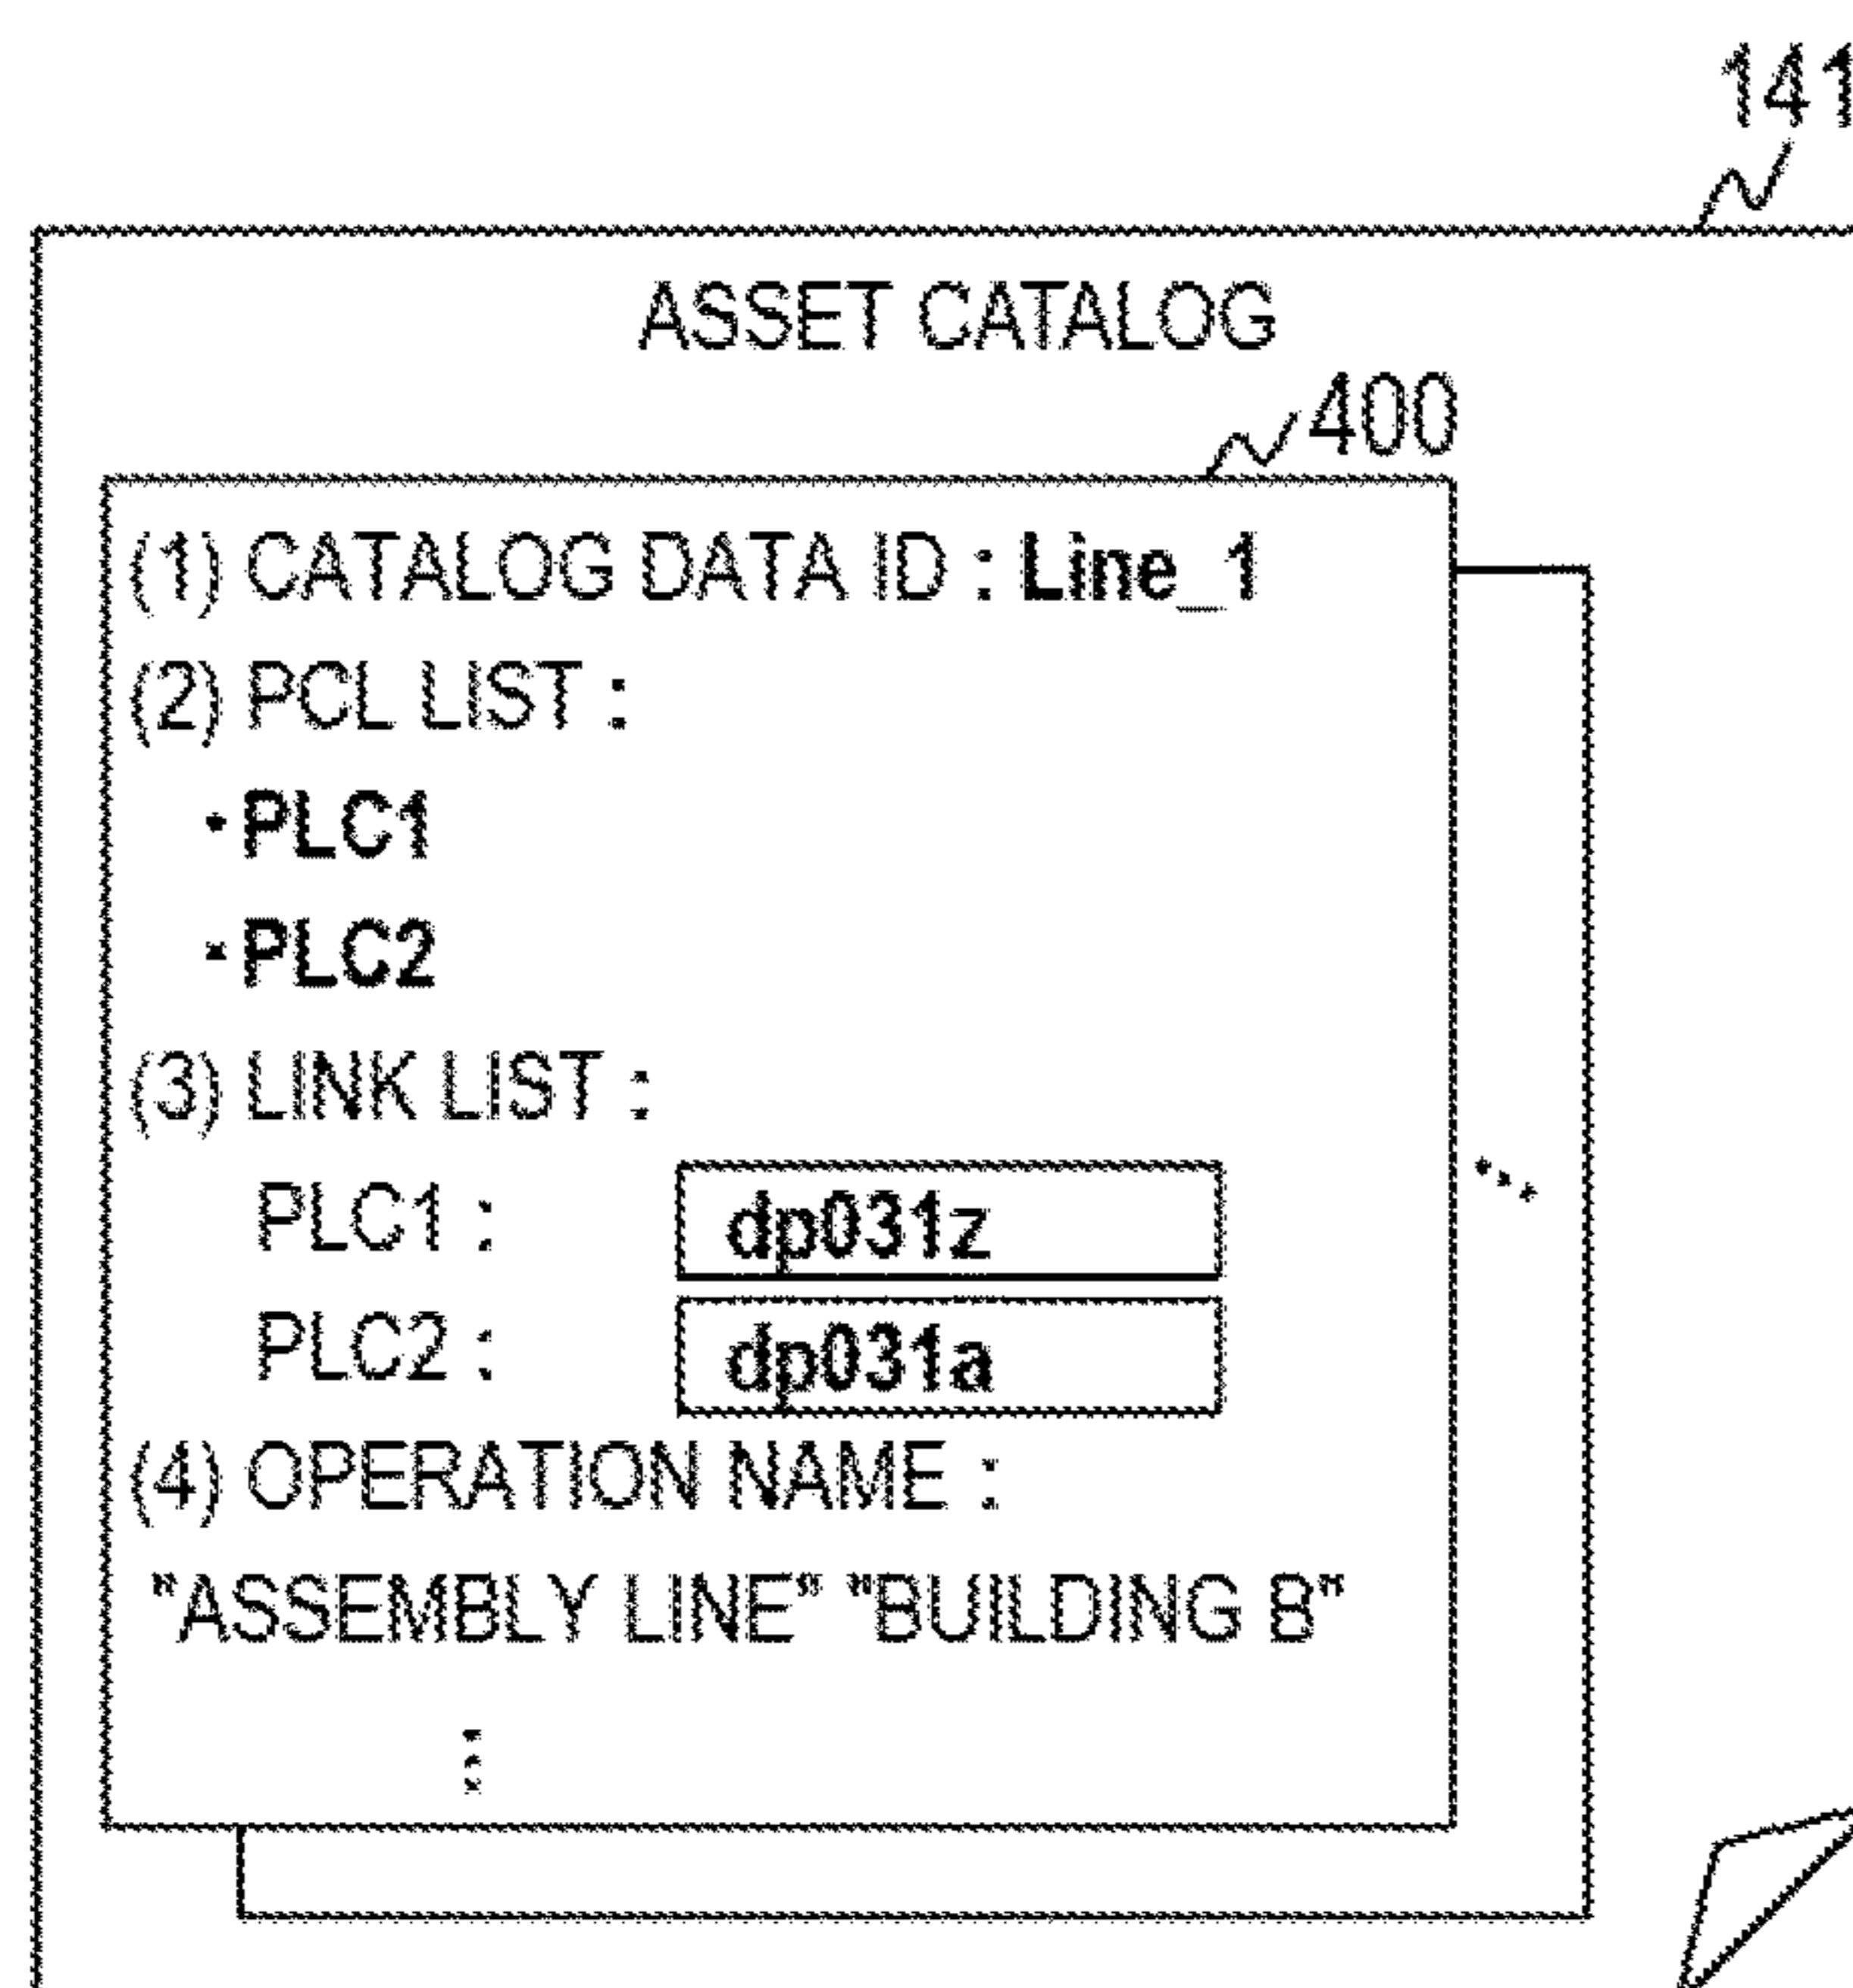 141
ASSET CATALOG
400
(1) CATALOG DATA ID : Line_1
(2) PCL LIST :
・PLC1
・PLC2
(3) LINK LIST :
PLC1 : dp031z
PLC2 : dp031a
(4) OPERATION NAME :
"ASSEMBLY LINE" "BUILDING B"